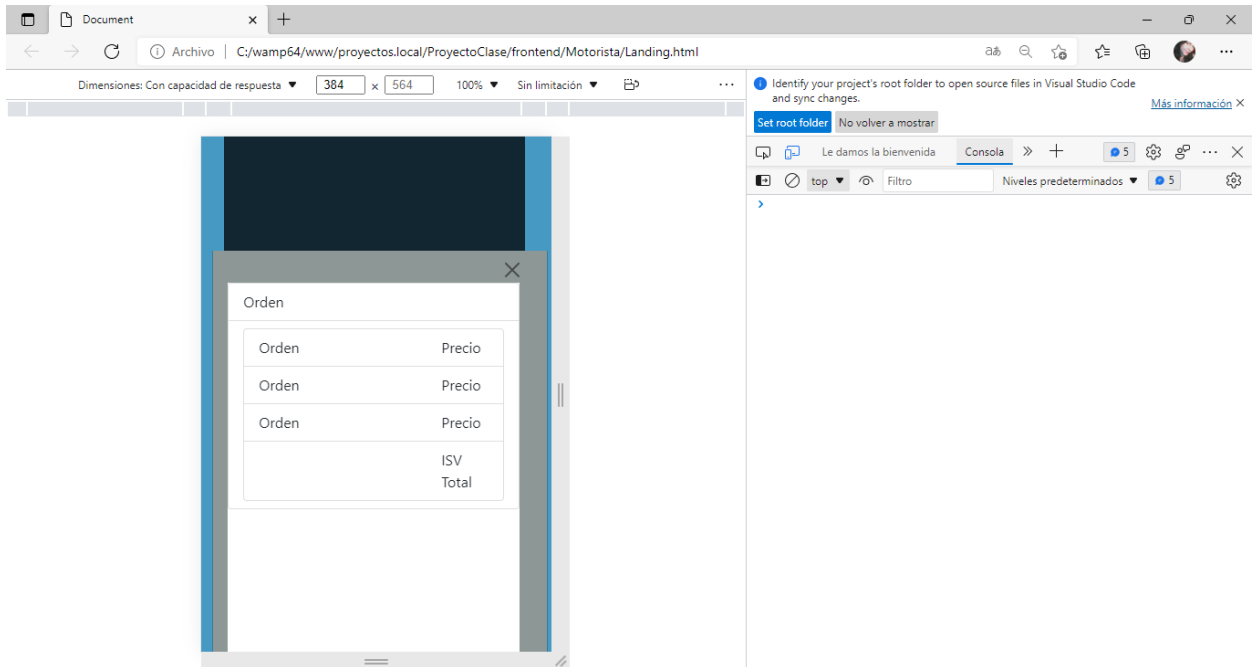 Document
Archivo | C:/wamp64/www/proyectos.local/ProyectoClase/frontend/Motorista/Landing.html
aあ
Dimensiones: Con capacidad de respuesta ▼ 384 × 564 100% ▼ Sin limitación ▼
Identify your project's root folder to open source files in Visual Studio Code
and sync changes.
Más información
Set root folder No volver a mostrar
Le damos la bienvenida Consola 5
top ▼ Filtro Niveles predeterminados ▼ 5
Orden
Orden Precio
Orden Precio
Orden Precio
ISV
Total